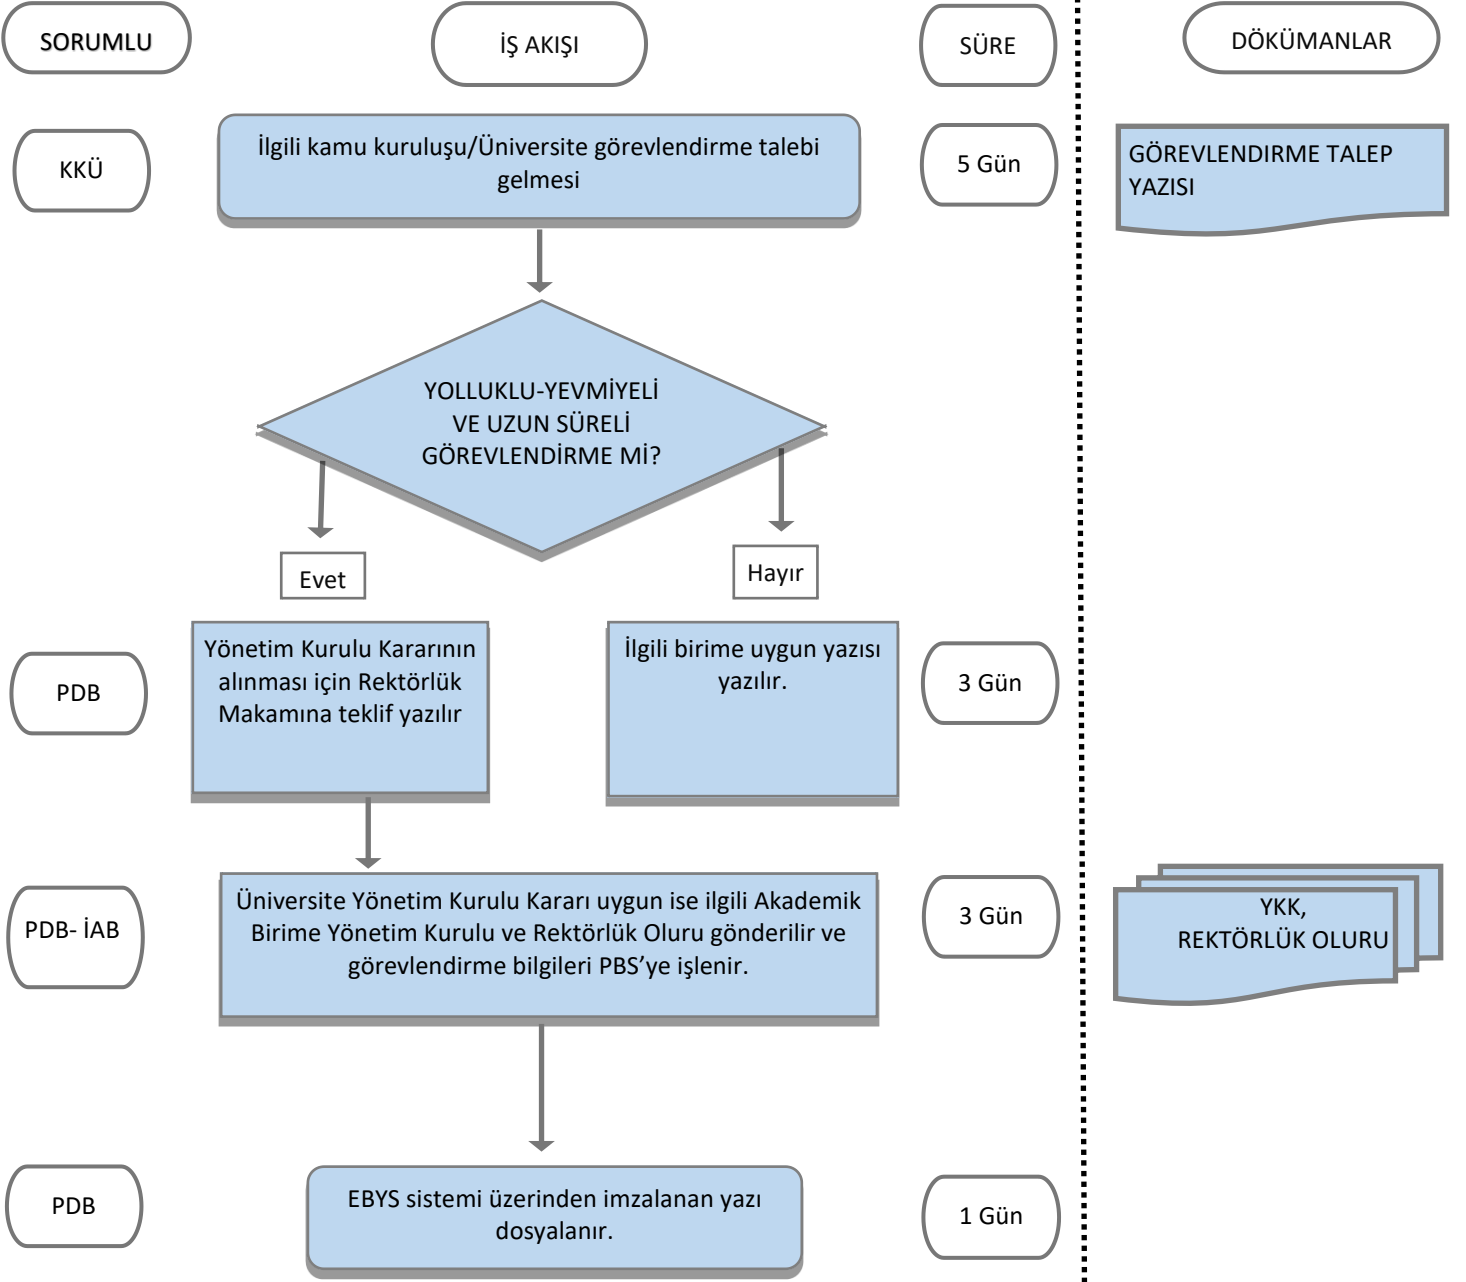 SORUMLU
İŞ AKIŞI
SÜRE
DÖKÜMANLAR
KKÜ
İlgili kamu kuruluşu/Üniversite görevlendirme talebi
gelmesi
5 Gün
GÖREVLENDİRME TALEP
YAZISI
YOLLUKLU-YEVMİYELİ
VE UZUN SÜRELİ
GÖREVLENDİRME Mİ?
Evet
Hayır
PDB
Yönetim Kurulu Kararının
alınması için Rektörlük
Makamına teklif yazılır
İlgili birime uygun yazısı
yazılır.
3 Gün
PDB- İAB
Üniversite Yönetim Kurulu Kararı uygun ise ilgili Akademik
Birime Yönetim Kurulu ve Rektörlük Oluru gönderilir ve
görevlendirme bilgileri PBS’ye işlenir.
3 Gün
YKK,
REKTÖRLÜK OLURU
PDB
EBYS sistemi üzerinden imzalanan yazı
dosyalanır.
1 Gün